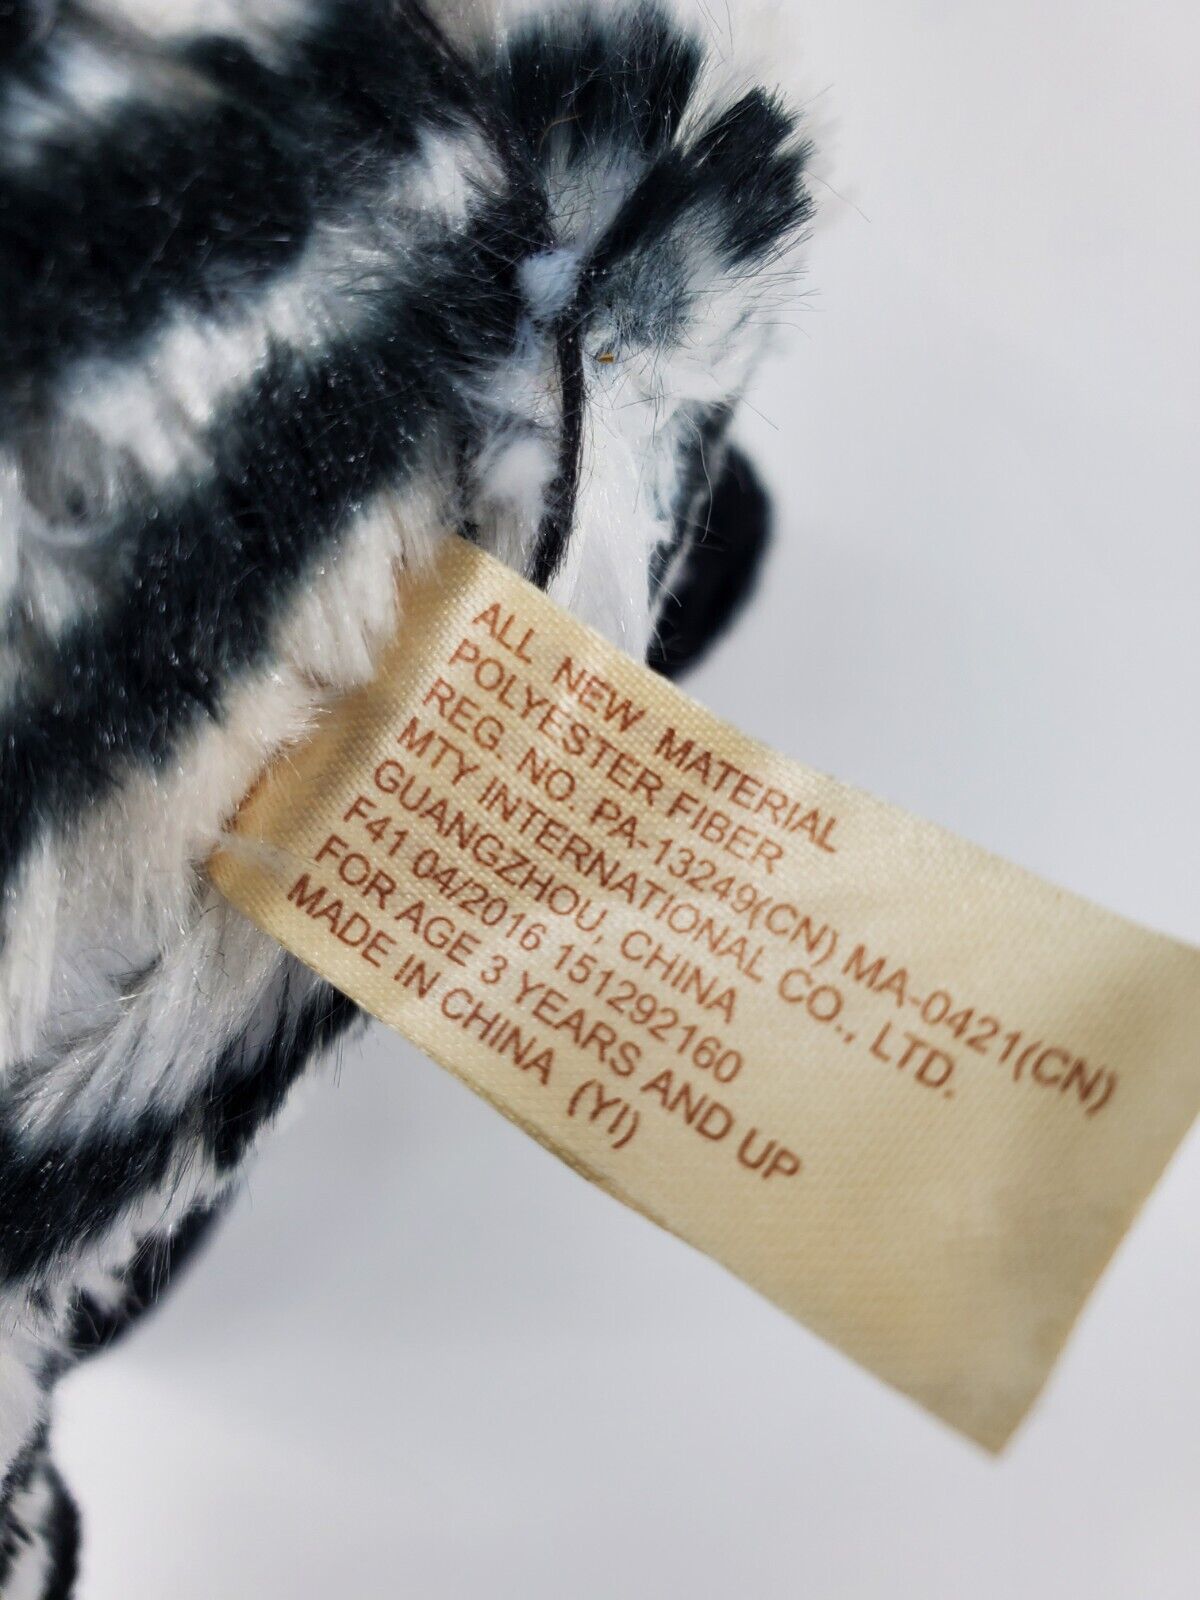 ALL NEW MATERIAL
POLYESTER FIBER
REG. NO. PA-13249(CN) MA-0421(CN)
MTY INTERNATIONAL CO., LTD.
GUANGZHOU, CHINA
F41 04/2016 151292160
FOR AGE 3 YEARS AND UP
MADE IN CHINA (YI)